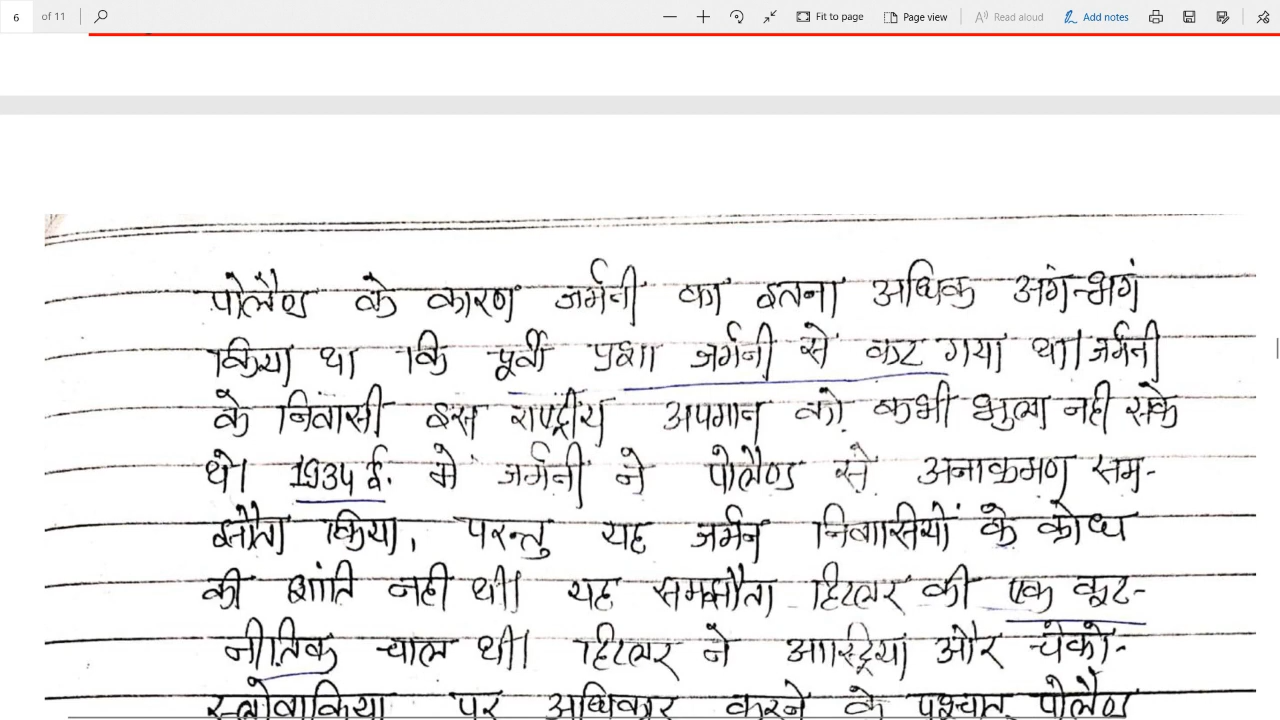 6 of 11 Fit to page Page view Read aloud Add notes
पोलैण्ड के कारण जर्मनी का इतना अधिक अंग-भंग
किया था कि पूर्वी प्रशा जर्मनी से कट गया था। जर्मनी
के निवासी इस राष्ट्रीय अपमान को कभी भुला नही सके
थे। 1934 ई. मे जर्मनी ने पोलैण्ड से अनाक्रमण सम-
झौता किया, परन्तु यह जर्मन निवासियों के क्रोध
की शांति नही थी। यह समझौता हिटलर की एक कूट-
नीतिक चाल थी। हिटलर ने आस्ट्रिया और चेको-
स्लोवाकिया पर अधिकार करने के पश्चात् पोलैण्ड